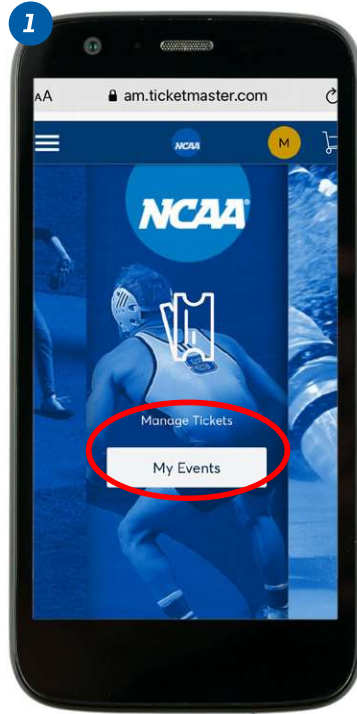 1
AA am.ticketmaster.com
NCAA M
NCAA
Manage Tickets
My Events